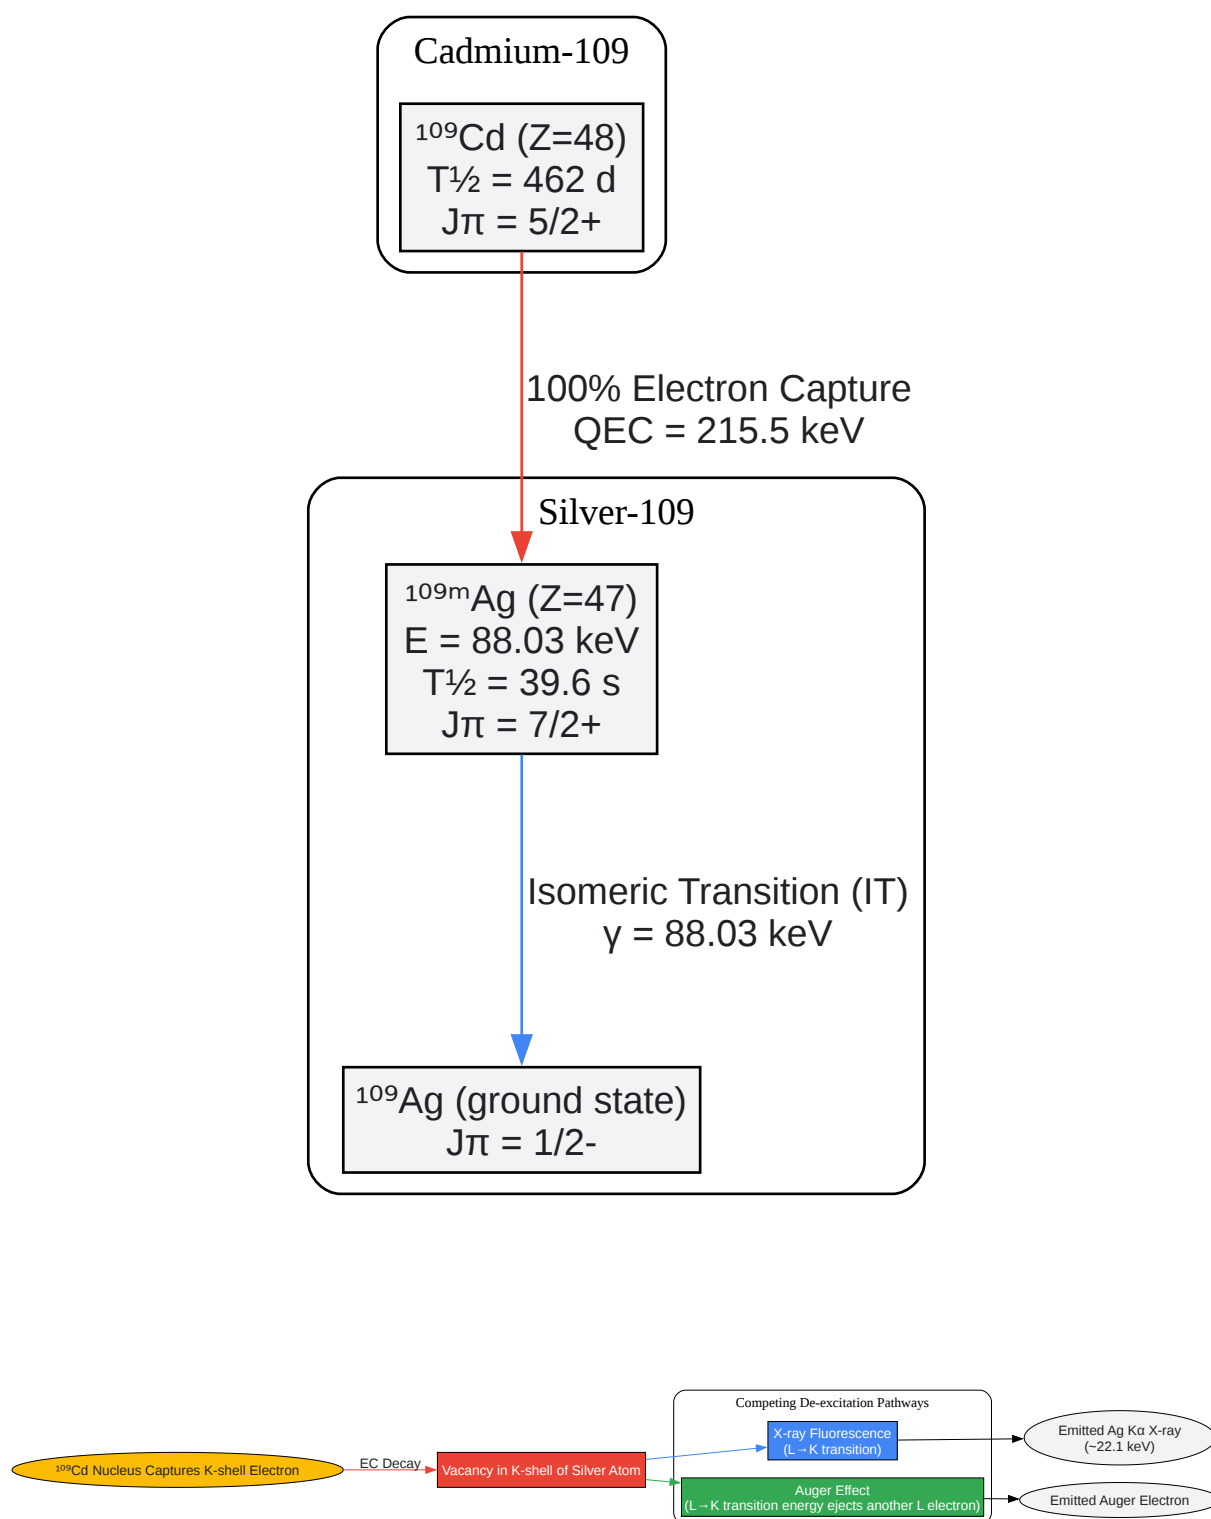 Cadmium-109
¹⁰⁹Cd (Z=48)
T½ = 462 d
Jπ = 5/2+
100% Electron Capture
QEC = 215.5 keV
Silver-109
¹⁰⁹ᵐAg (Z=47)
E = 88.03 keV
T½ = 39.6 s
Jπ = 7/2+
Isomeric Transition (IT)
γ = 88.03 keV
¹⁰⁹Ag (ground state)
Jπ = 1/2-
¹⁰⁹Cd Nucleus Captures K-shell Electron
EC Decay
Vacancy in K-shell of Silver Atom
Competing De-excitation Pathways
X-ray Fluorescence
(L→K transition)
Auger Effect
(L→K transition energy ejects another L electron)
Emitted Ag Kα X-ray
(~22.1 keV)
Emitted Auger Electron